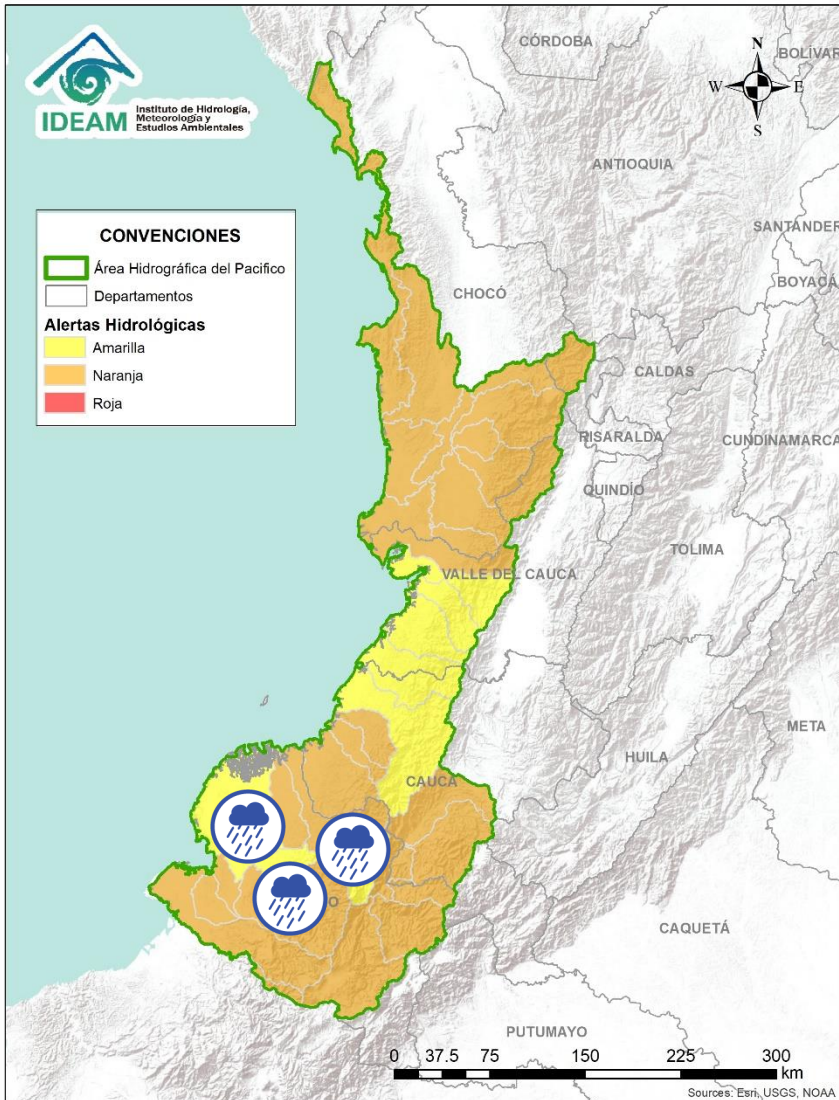 IDEAM
Instituto de Hidrología,
Meteorología y
Estudios Ambientales
CÓRDOBA
BOLÍVAR
N
W
E
S
ANTIOQUIA
SANTANDER
BOYACÁ
CONVENCIONES
Área Hidrográfica del Pacifico
Departamentos
Alertas Hidrológicas
Amarilla
Naranja
Roja
CHOCÓ
CALDAS
RISARALDA
CUNDINAMARCA
QUINDÍO
TOLIMA
VALLE DEL CAUCA
META
HUILA
CAUCA
O
CAQUETÁ
PUTUMAYO
0 37.5 75 150 225 300
km
Sources: Esri, USGS, NOAA